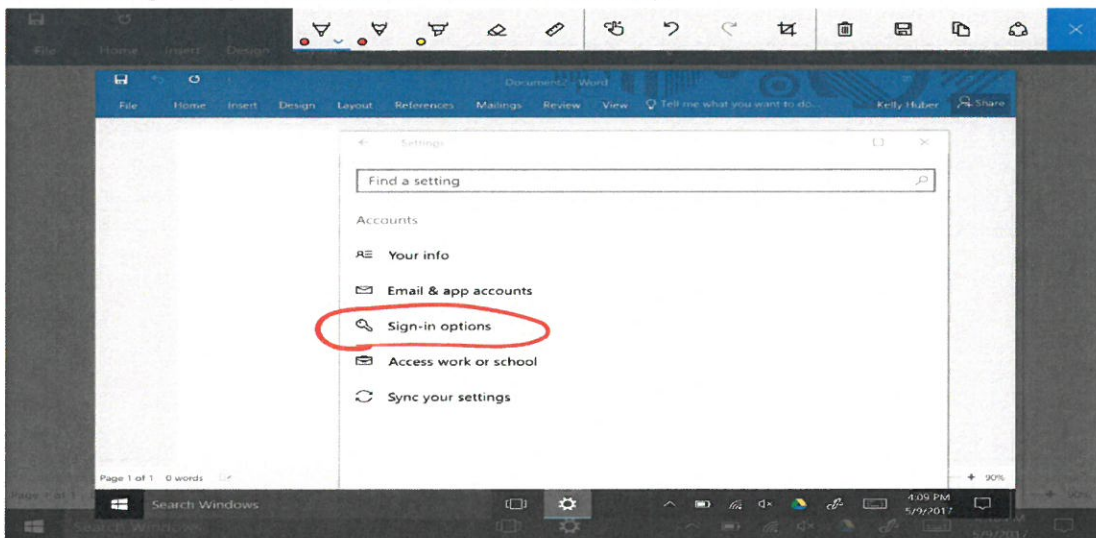 File Home Insert Design
Document2 - Word
File Home Insert Design Layout References Mailings Review View Tell me what you want to do... Kelly Huber Share
Settings
Find a setting
Accounts
Your info
Email & app accounts
Sign-in options
Access work or school
Sync your settings
Page 1 of 1 0 words
90%
Page 1 of 1
Search Windows
4:09 PM
5/9/2017
Search Windows
5/9/2017